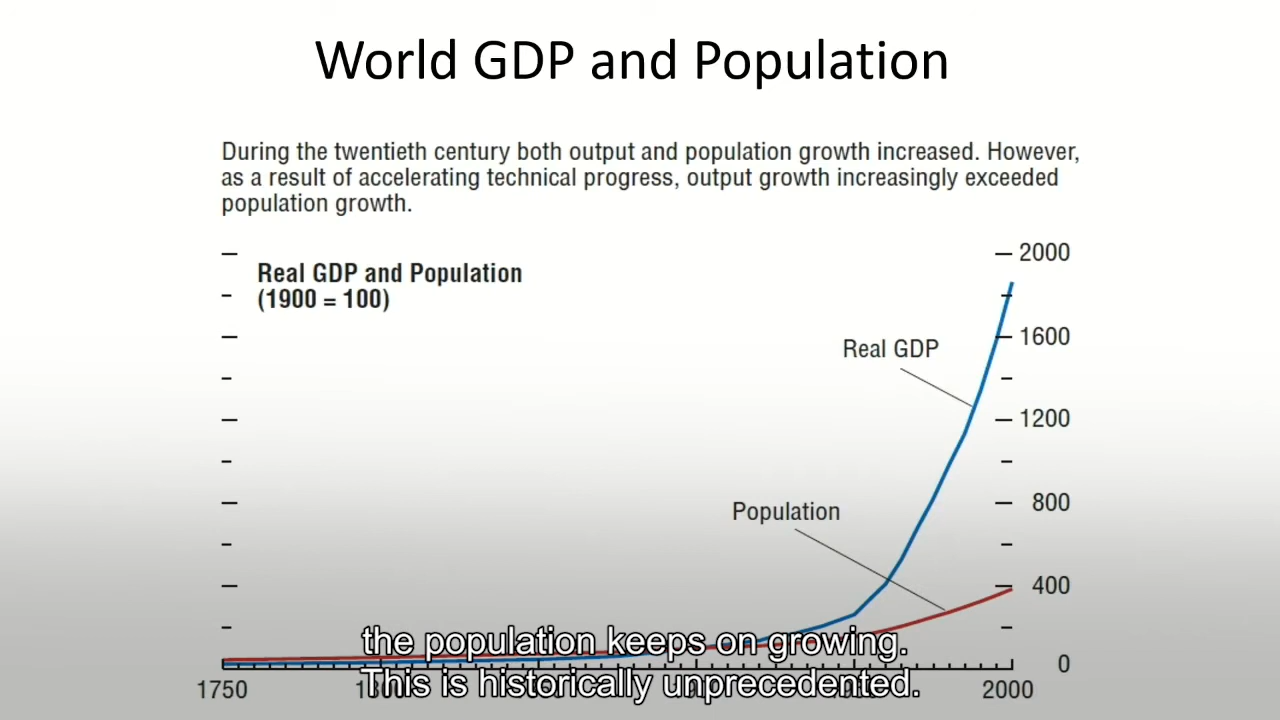 World GDP and Population
During the twentieth century both output and population growth increased. However,
as a result of accelerating technical progress, output growth increasingly exceeded
population growth.
Real GDP and Population
(1900 = 100)
2000
Real GDP
1600
1200
Population
800
400
the population keeps on growing.
0
This is historically unprecedented.
1750
2000